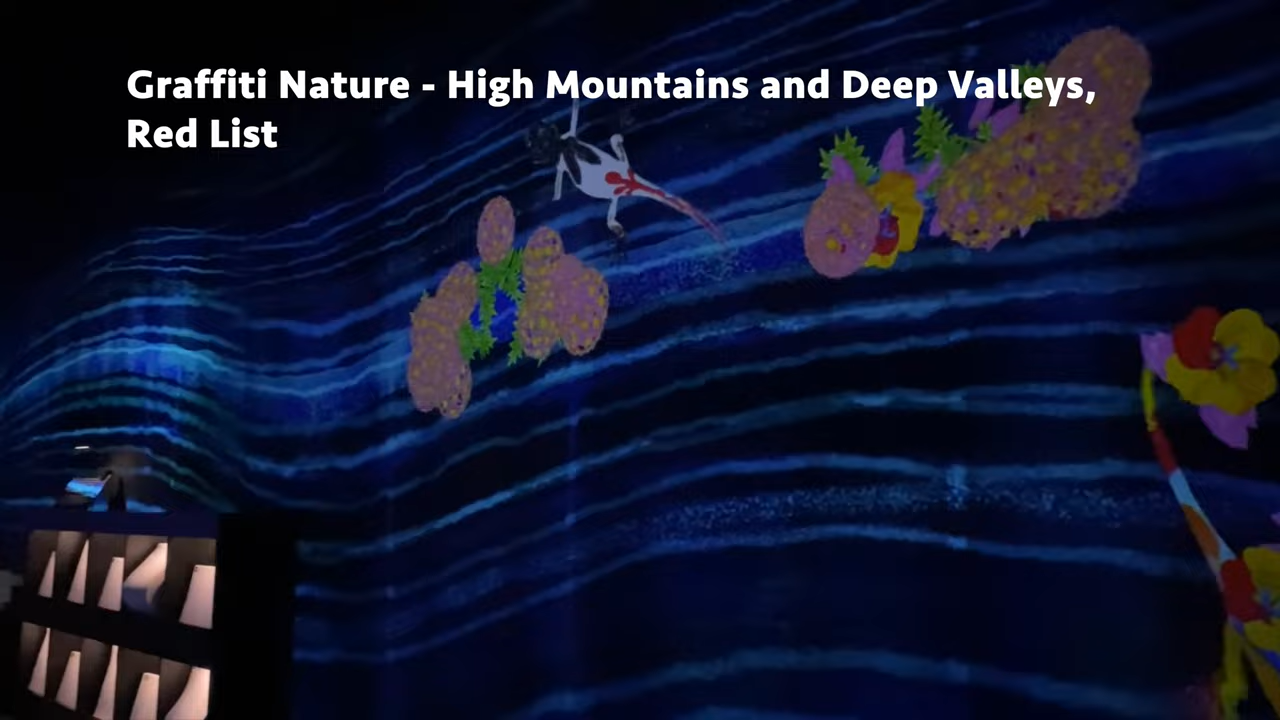 Graffiti Nature - High Mountains and Deep Valleys,
Red List